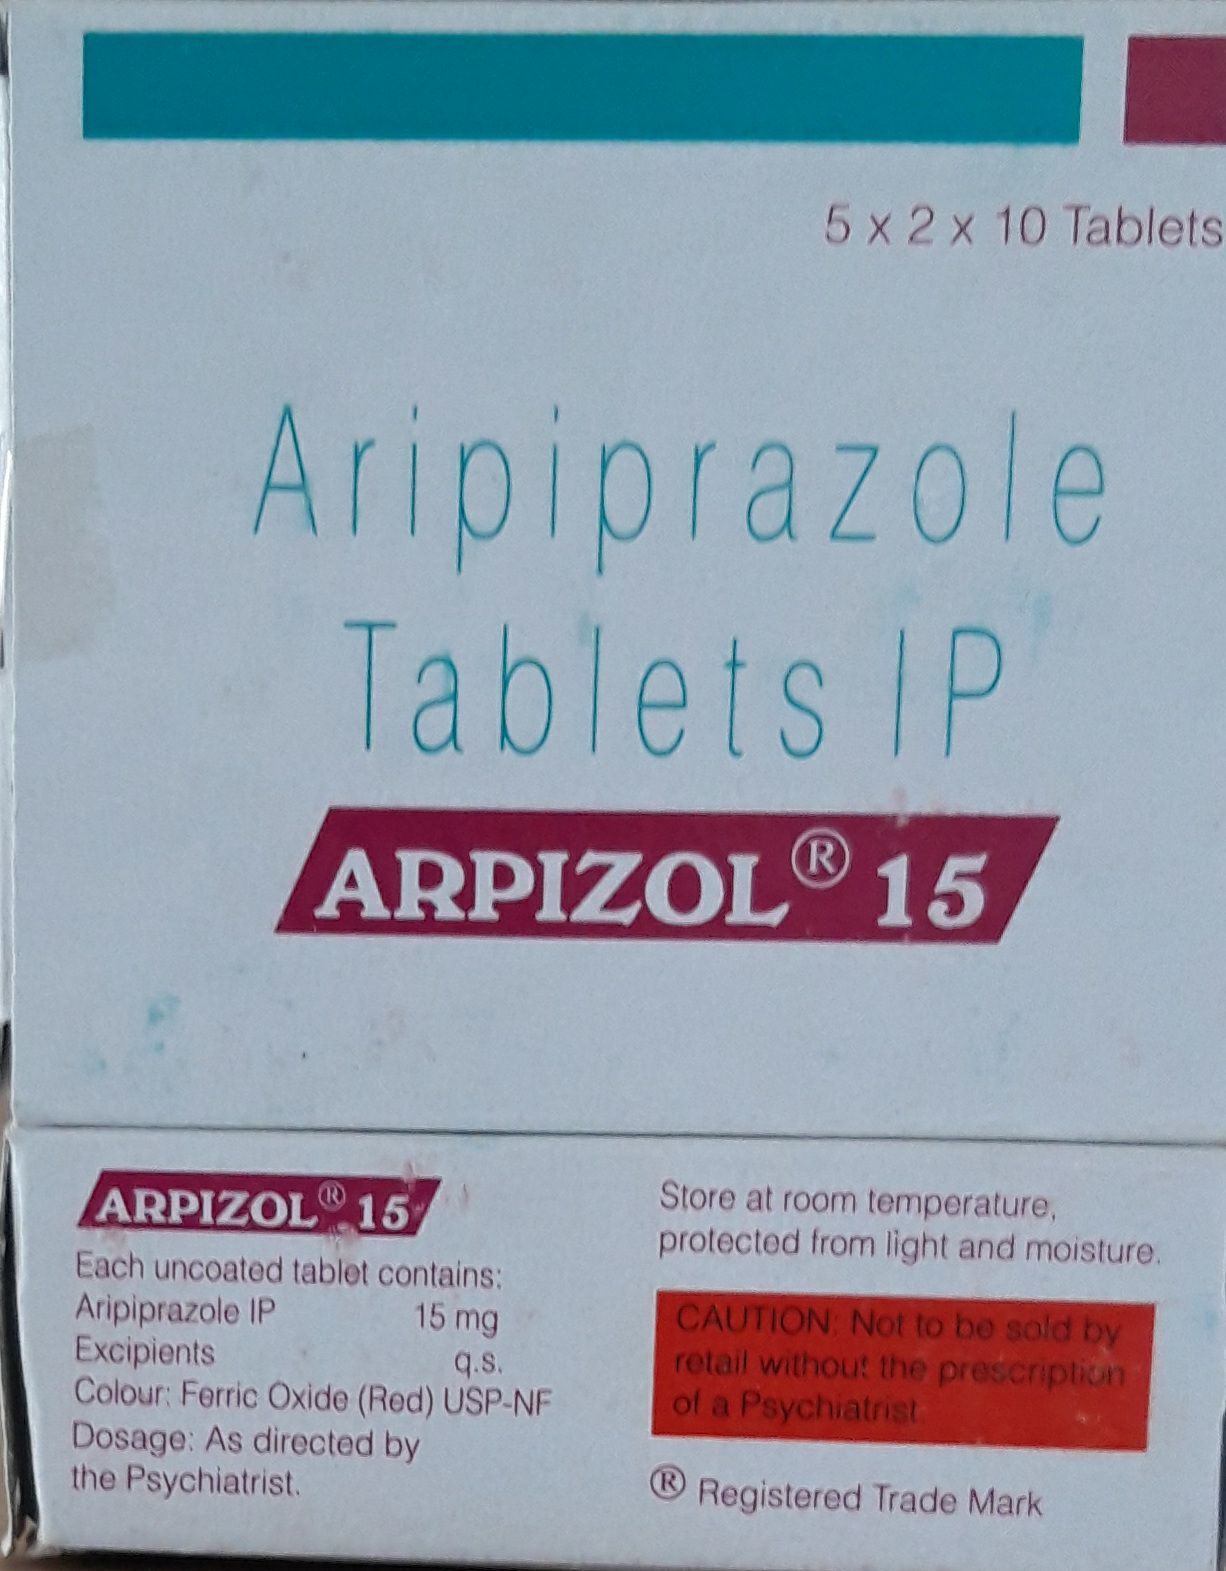 5 x 2 x 10 Tablets
Aripiprazole
Tablets IP
ARPIZOL® 15
ARPIZOL® 15
Each uncoated tablet contains:
Aripiprazole IP 15 mg
Excipients q.s.
Colour: Ferric Oxide (Red) USP-NF
Dosage: As directed by
the Psychiatrist.
Store at room temperature,
protected from light and moisture.
CAUTION: Not to be sold by
retail without the prescription
of a Psychiatrist.
® Registered Trade Mark